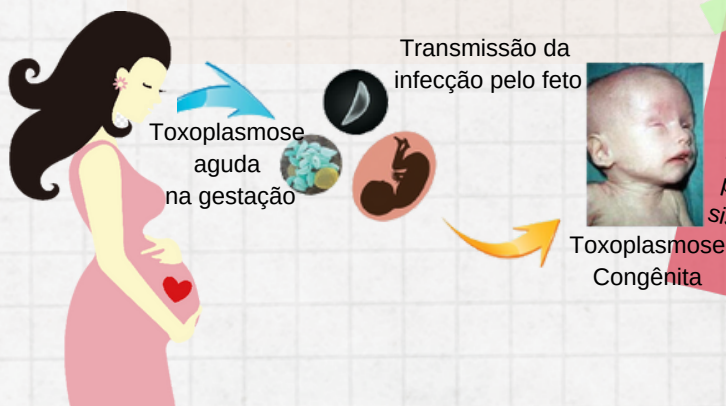 Transmissão da
infecção pelo feto
Toxoplasmose
aguda
na gestação
Toxoplasmose
Congênita